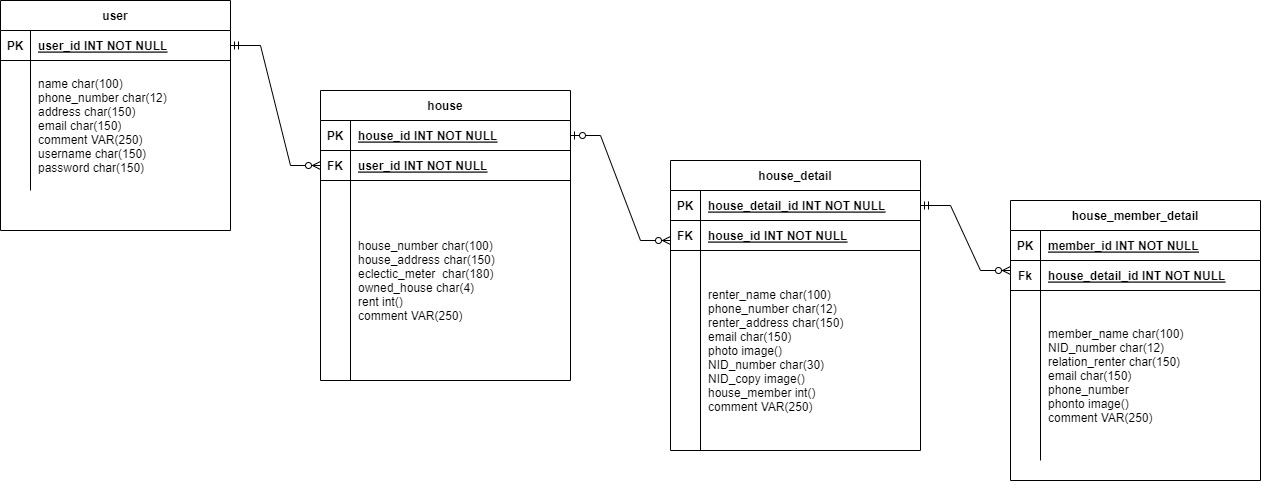 user
PK user_id INT NOT NULL
name char(100)
phone_number char(12)
address char(150)
email char(150)
comment VAR(250)
username char(150)
password char(150)
house
PK house_id INT NOT NULL
FK user_id INT NOT NULL
house_number char(100)
house_address char(150)
eclectic_meter  char(180)
owned_house char(4)
rent int()
comment VAR(250)
house_detail
PK house_detail_id INT NOT NULL
FK house_id INT NOT NULL
renter_name char(100)
phone_number char(12)
renter_address char(150)
email char(150)
photo image()
NID_number char(30)
NID_copy image()
house_member int()
comment VAR(250)
house_member_detail
PK member_id INT NOT NULL
Fk house_detail_id INT NOT NULL
member_name char(100)
NID_number char(12)
relation_renter char(150)
email char(150)
phone_number
phonto image()
comment VAR(250)